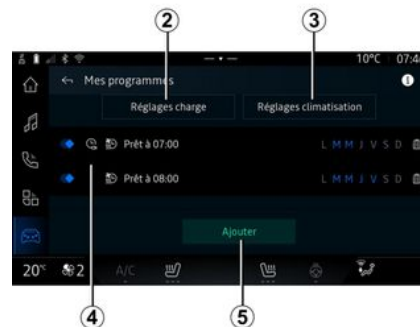 2
3
10°C 07:4
Mes programmes
Réglages charge
Réglages climatisation
Prêt à 07:00
L M M J V S D
Prêt à 08:00
L M M J V S D
Ajouter
20°C 2 A/C
4
5